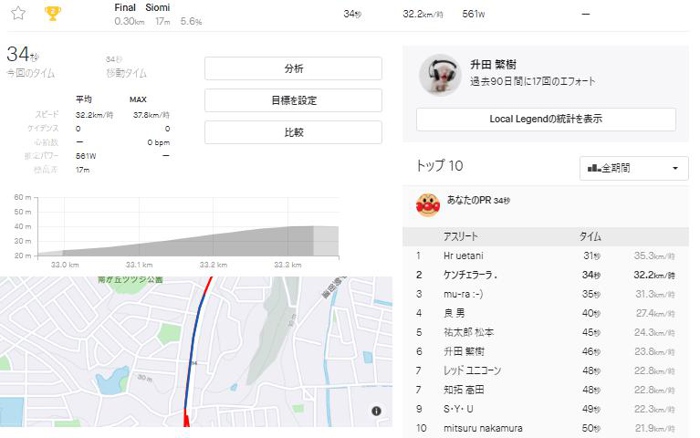 Final Siomi
0.30km 17m 5.6%
34秒 32.2km/時 561W —
34秒
今回のタイム
34秒
移動タイム
平均 MAX
スピード 32.2km/時 37.8km/時
ケイデンス 0 0
心拍数 — 0 bpm
推定パワー 561W —
標高差 17m
分析
目標を設定
比較
60 m
50 m
40 m
30 m
20 m
33.0 km 33.1 km 33.2 km 33.2 km
南が丘ツツジ公園
30 m
升田 繁樹
過去90日間に17回のエフォート
Local Legendの統計を表示
トップ 10
全期間
あなたのPR 34秒
アスリート タイム
1 Hr uetani 31秒 35.3km/時
2 ケンチェラーラ . 34秒 32.2km/時
3 mu-ra :-) 35秒 31.3km/時
4 良 男 40秒 27.4km/時
5 祐太郎 松本 45秒 24.3km/時
6 升田 繁樹 46秒 23.8km/時
7 レッド ユニコーン 48秒 22.8km/時
7 知拓 高田 48秒 22.8km/時
9 S・Y・U 49秒 22.3km/時
10 mitsuru nakamura 50秒 21.9km/時